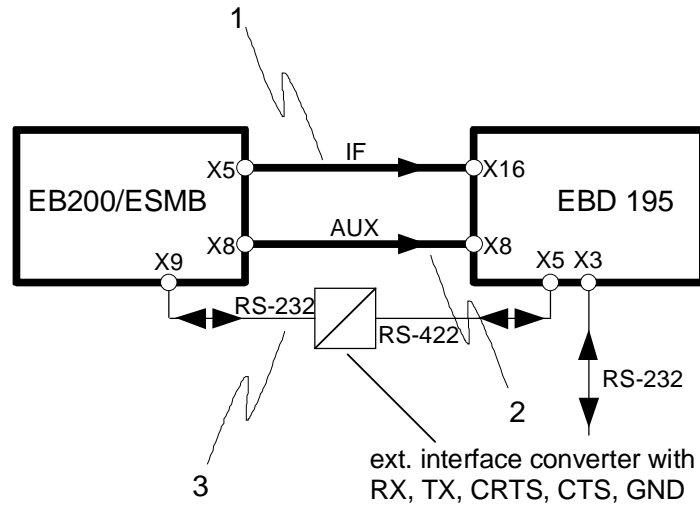 1
IF
X5
X16
EB200/ESMB
EBD 195
AUX
X8
X8
X9
X5 X3
RS-232
RS-422
RS-232
2
3
ext. interface converter with
RX, TX, CRTS, CTS, GND